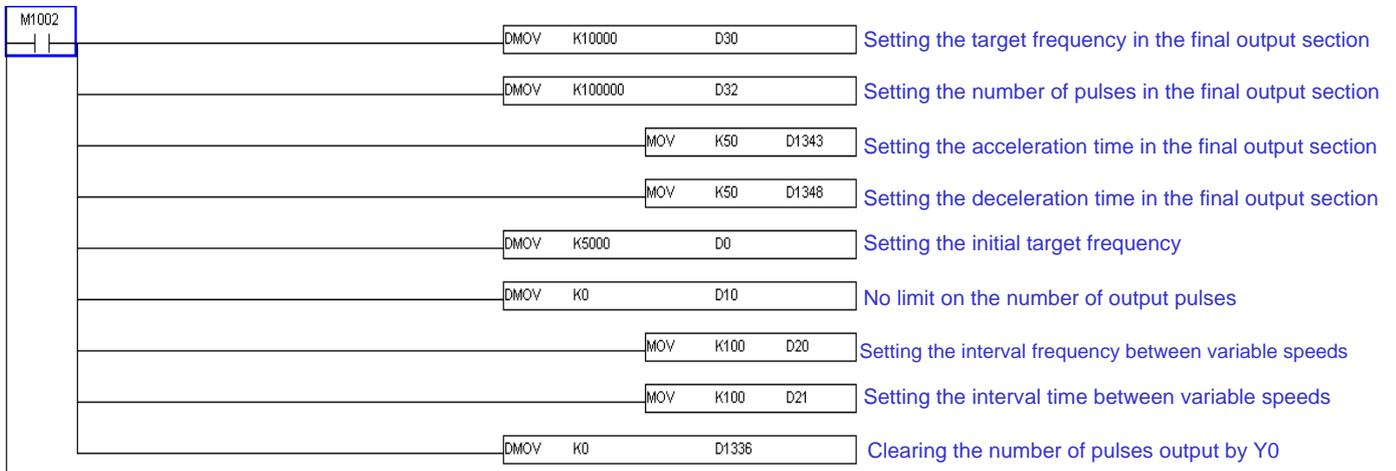 M1002
DMOV K10000 D30 Setting the target frequency in the final output section
DMOV K100000 D32 Setting the number of pulses in the final output section
MOV K50 D1343 Setting the acceleration time in the final output section
MOV K50 D1348 Setting the deceleration time in the final output section
DMOV K5000 D0 Setting the initial target frequency
DMOV K0 D10 No limit on the number of output pulses
MOV K100 D20 Setting the interval frequency between variable speeds
MOV K100 D21 Setting the interval time between variable speeds
DMOV K0 D1336 Clearing the number of pulses output by Y0